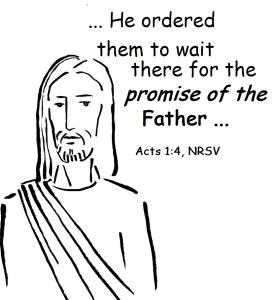 ... He ordered
them to wait
there for the
promise of the
Father ...
Acts 1:4, NRSV